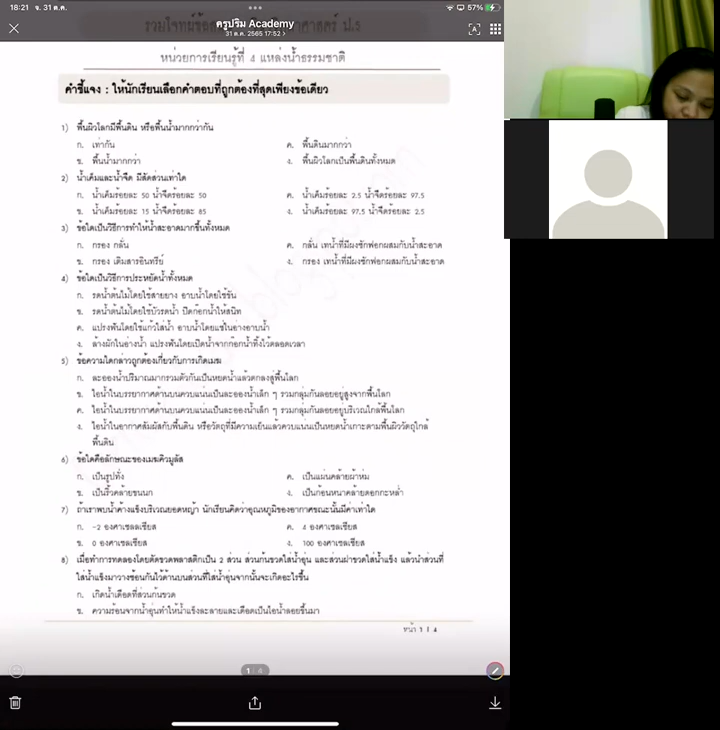 18:21 จ. 31 ต.ค.
57%
ครูปริม Academy
31 ต.ค. 2565 17:52
หน่วยการเรียนรู้ที่ 4 แหล่งน้ำธรรมชาติ
คำชี้แจง : ให้นักเรียนเลือกคำตอบที่ถูกต้องที่สุดเพียงข้อเดียว
1) พื้นผิวโลกมีพื้นดิน หรือพื้นน้ำมากกว่ากัน
ก. เท่ากัน ค. พื้นดินมากกว่า
ข. พื้นน้ำมากกว่า ง. พื้นผิวโลกเป็นพื้นดินทั้งหมด
2) น้ำเค็มและน้ำจืด มีสัดส่วนเท่าใด
ก. น้ำเค็มร้อยละ 50 น้ำจืดร้อยละ 50 ค. น้ำเค็มร้อยละ 2.5 น้ำจืดร้อยละ 97.5
ข. น้ำเค็มร้อยละ 15 น้ำจืดร้อยละ 85 ง. น้ำเค็มร้อยละ 97.5 น้ำจืดร้อยละ 2.5
3) ข้อใดเป็นวิธีการทำให้น้ำสะอาดมากขึ้นทั้งหมด
ก. กรอง กลั่น ค. กลั่น เทน้ำที่มีผงซักฟอกผสมกับน้ำสะอาด
ข. กรอง เติมสารอินทรีย์ ง. กรอง เทน้ำที่มีผงซักฟอกผสมกับน้ำสะอาด
4) ข้อใดเป็นวิธีการประหยัดน้ำทั้งหมด
ก. รดน้ำต้นไม้โดยใช้สายยาง อาบน้ำโดยใช้ขัน
ข. รดน้ำต้นไม้โดยใช้บัวรดน้ำ ปิดก๊อกน้ำให้สนิท
ค. แปรงฟันโดยใช้แก้วใส่น้ำ อาบน้ำโดยแช่ในอ่างอาบน้ำ
ง. ล้างผักในอ่างน้ำ แปรงฟันโดยเปิดน้ำจากก๊อกน้ำทิ้งไว้ตลอดเวลา
5) ข้อความใดกล่าวถูกต้องเกี่ยวกับการเกิดเมฆ
ก. ละอองน้ำปริมาณมากรวมตัวกันเป็นหยดน้ำแล้วตกลงสู่พื้นโลก
ข. ไอน้ำในบรรยากาศด้านบนควบแน่นเป็นละอองน้ำเล็ก ๆ รวมกลุ่มกันลอยอยู่สูงจากพื้นโลก
ค. ไอน้ำในบรรยากาศด้านบนควบแน่นเป็นละอองน้ำเล็ก ๆ รวมกลุ่มกันลอยอยู่บริเวณใกล้พื้นโลก
ง. ไอน้ำในอากาศสัมผัสกับพื้นดิน หรือวัตถุที่มีความเย็นแล้วควบแน่นเป็นหยดน้ำเกาะตามพื้นผิววัตถุใกล้
พื้นดิน
6) ข้อใดคือลักษณะของเมฆคิวมูลัส
ก. เป็นรูปทั่ง ค. เป็นแผ่นคล้ายผ้าห่ม
ข. เป็นริ้วคล้ายขนนก ง. เป็นก้อนหนาคล้ายดอกกะหล่ำ
7) ถ้าเราพบน้ำค้างแข็งบริเวณยอดหญ้า นักเรียนคิดว่าอุณหภูมิของอากาศขณะนั้นมีค่าเท่าใด
ก. -2 องศาเซลเซียส ค. 4 องศาเซลเซียส
ข. 0 องศาเซลเซียส ง. 100 องศาเซลเซียส
8) เมื่อทำการทดลองโดยตัดขวดพลาสติกเป็น 2 ส่วน ส่วนก้นขวดใส่น้ำอุ่น และส่วนฝาขวดใส่น้ำแข็ง แล้วนำส่วนที่
ใส่น้ำแข็งมาวางซ้อนกันไว้ด้านบนส่วนที่ใส่น้ำอุ่นจากนั้นจะเกิดอะไรขึ้น
ก. เกิดน้ำเดือดที่ส่วนก้นขวด
ข. ความร้อนจากน้ำอุ่นทำให้น้ำแข็งละลายและเดือดเป็นไอน้ำลอยขึ้นมา
หน้า 1 | 4
1 4